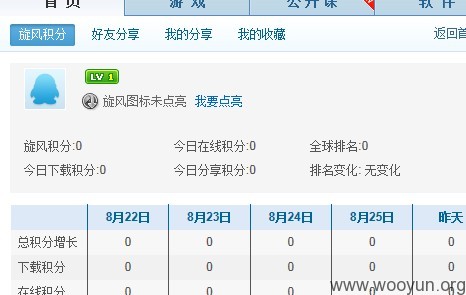 首页 游戏 公开课 软件
旋风积分 好友分享 我的分享 我的收藏 返回首
LV 1
旋风图标未点亮 我要点亮
旋风积分:0 今日在线积分:0 全球排名:0
今日下载积分:0 今日分享积分:0 排名变化: 无变化
8月22日 8月23日 8月24日 8月25日 昨天
总积分增长 0 0 0 0 0
下载积分 0 0 0 0 0
在线积分 0 0 0 0 0
www.wooyun.org